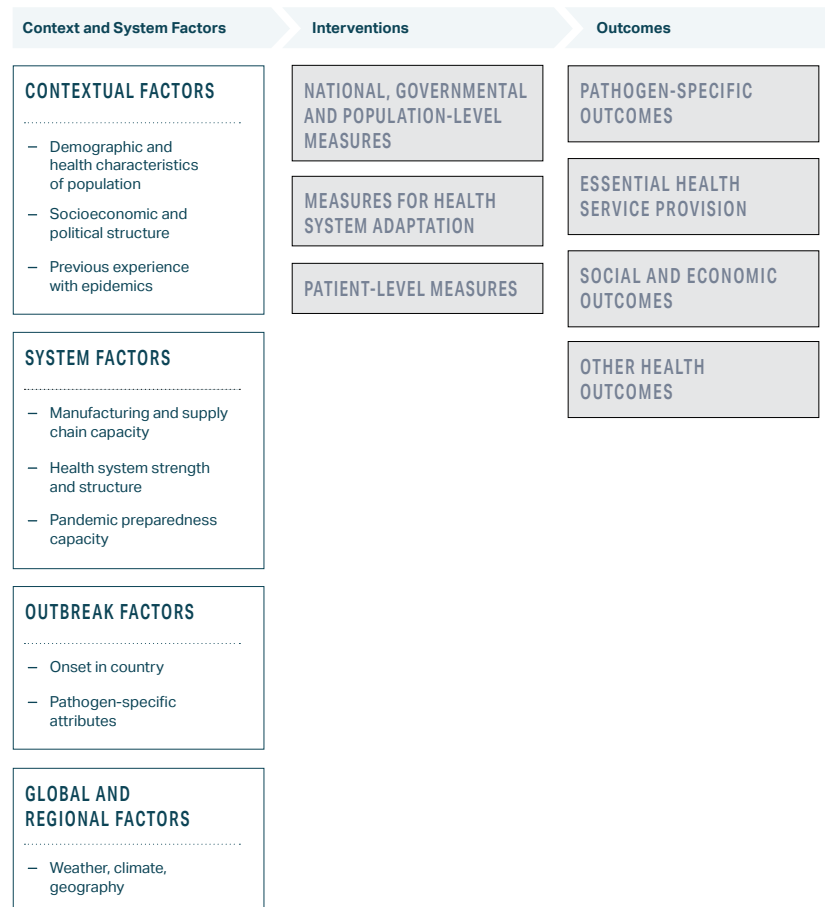 Context and System Factors
Interventions
Outcomes
CONTEXTUAL FACTORS
– Demographic and
health characteristics
of population
– Socioeconomic and
political structure
– Previous experience
with epidemics
SYSTEM FACTORS
– Manufacturing and supply
chain capacity
– Health system strength
and structure
– Pandemic preparedness
capacity
OUTBREAK FACTORS
– Onset in country
– Pathogen-specific
attributes
GLOBAL AND
REGIONAL FACTORS
– Weather, climate,
geography
NATIONAL, GOVERNMENTAL
AND POPULATION-LEVEL
MEASURES
MEASURES FOR HEALTH
SYSTEM ADAPTATION
PATIENT-LEVEL MEASURES
PATHOGEN-SPECIFIC
OUTCOMES
ESSENTIAL HEALTH
SERVICE PROVISION
SOCIAL AND ECONOMIC
OUTCOMES
OTHER HEALTH
OUTCOMES